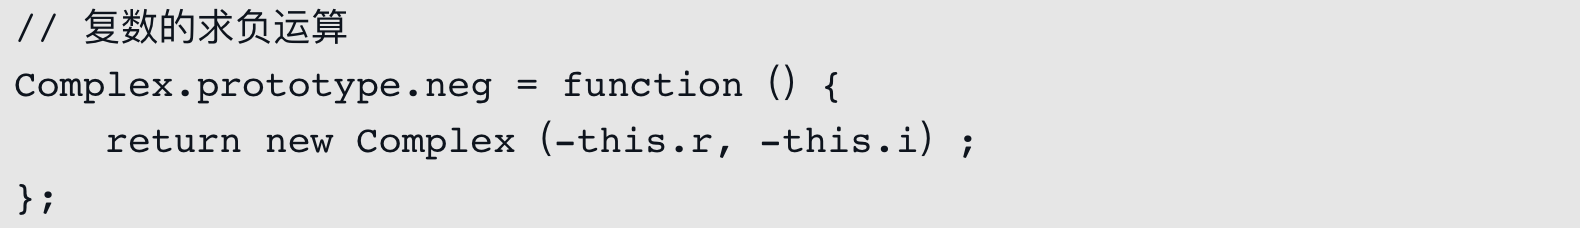 // 复数的求负运算
Complex.prototype.neg = function () {
    return new Complex (-this.r, -this.i) ;
};